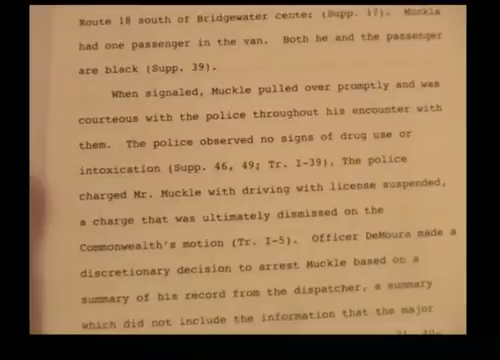 Route 18 south of Bridgewater center (Supp. 17). Muckle
had one passenger in the van. Both he and the passenger
are black (Supp. 39).
When signaled, Muckle pulled over promptly and was
courteous with the police throughout his encounter with
them. The police observed no signs of drug use or
intoxication (Supp. 46, 49; Tr. I-39). The police
charged Mr. Muckle with driving with license suspended,
a charge that was ultimately dismissed on the
Commonwealth's motion (Tr. I-5). Officer DeMoura made a
discretionary decision to arrest Muckle based on a
summary of his record from the dispatcher, a summary
which did not include the information that the major